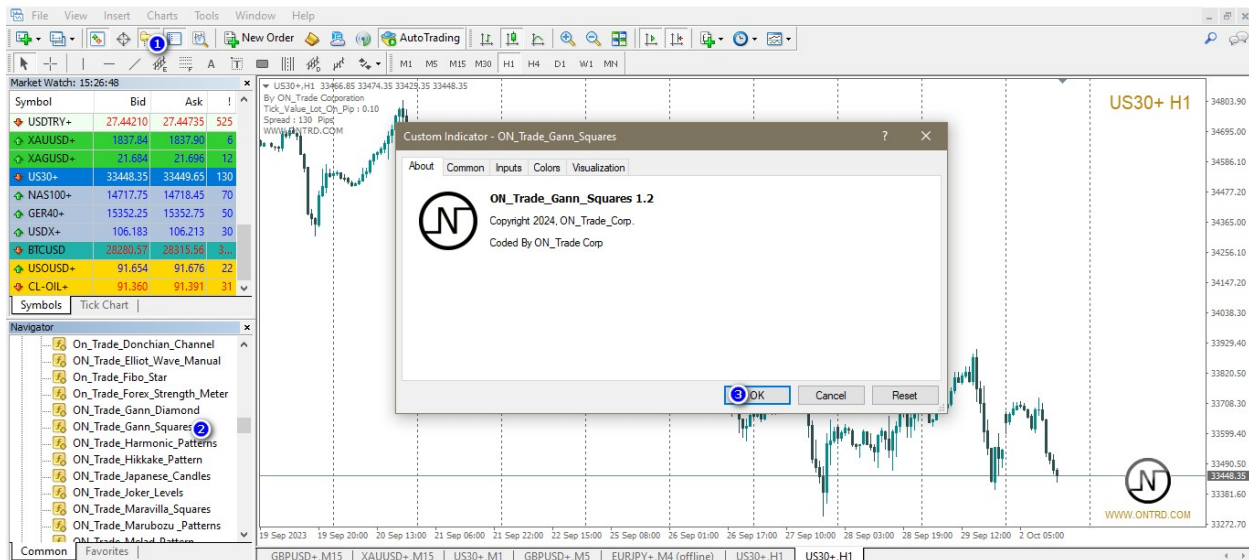 File View Insert Charts Tools Window Help
1
New Order AutoTrading
A T M1 M5 M15 M30 H1 H4 D1 W1 MN
Market Watch: 15:26:48
Symbol Bid Ask !
USDTRY+ 27.44210 27.44735 525
XAUUSD+ 1837.84 1837.90 6
XAGUSD+ 21.684 21.696 12
US30+ 33448.35 33449.65 130
NAS100+ 14717.75 14718.45 70
GER40+ 15352.25 15352.75 50
USDX+ 106.183 106.213 30
BTCUSD 28280.57 28315.56 3...
USOUSD+ 91.654 91.676 22
CL-OIL+ 91.360 91.391 31
Symbols Tick Chart
Navigator
On_Trade_Donchian_Channel
ON_Trade_Elliot_Wave_Manual
On_Trade_Fibo_Star
On_Trade_Forex_Strength_Meter
ON_Trade_Gann_Diamond
ON_Trade_Gann_Squares 2
ON_Trade_Harmonic_Patterns
ON_Trade_Hikkake_Pattern
ON_Trade_Japanese_Candles
ON_Trade_Joker_Levels
ON_Trade_Maravilla_Squares
ON_Trade_Marubozu _Patterns
Common Favorites
US30+,H1 33466.85 33474.35 33425.35 33448.35
By ON_Trade Corporation
Tick_Value_Lot_On_Pip : 0.10
Spread : 130 Pips
WWW.ONTRD.COM
US30+ H1
Custom Indicator - ON_Trade_Gann_Squares ?
About Common Inputs Colors Visualization
ON_Trade_Gann_Squares 1.2
Copyright 2024, ON_Trade_Corp.
Coded By ON_Trade Corp
3 OK Cancel Reset
34803.90
34695.00
34586.10
34477.20
34365.00
34256.10
34147.20
34038.30
33929.40
33820.50
33708.30
33599.40
33490.50
33448.35
33381.60
33272.70
WWW.ONTRD.COM
19 Sep 2023 19 Sep 20:00 20 Sep 13:00 21 Sep 06:00 21 Sep 22:00 22 Sep 15:00 25 Sep 08:00 26 Sep 01:00 26 Sep 17:00 27 Sep 10:00 28 Sep 03:00 28 Sep 19:00 29 Sep 12:00 2 Oct 05:00
GBPUSD+,M15 XAUUSD+,M15 US30+,M1 GBPUSD+,M5 EURJPY+,M4 (offline) US30+,H1 US30+,H1